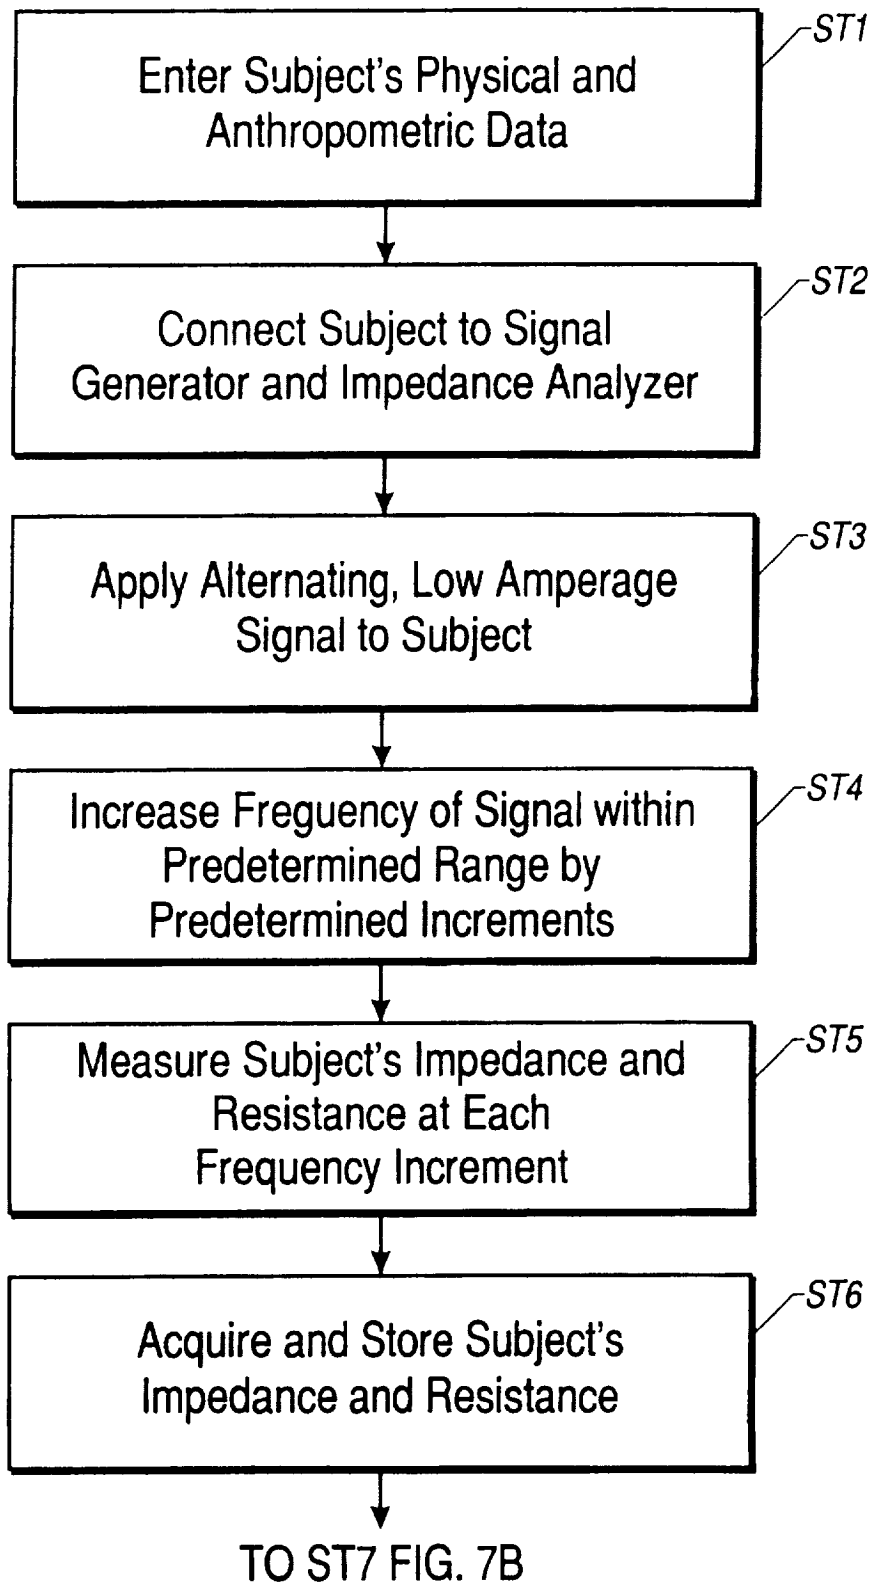 ST1
Enter Subject's Physical and
Anthropometric Data
ST2
Connect Subject to Signal
Generator and Impedance Analyzer
ST3
Apply Alternating, Low Amperage
Signal to Subject
ST4
Increase Freguency of Signal within
Predetermined Range by
Predetermined Increments
ST5
Measure Subject's Impedance and
Resistance at Each
Frequency Increment
ST6
Acquire and Store Subject's
Impedance and Resistance
TO ST7 FIG. 7B